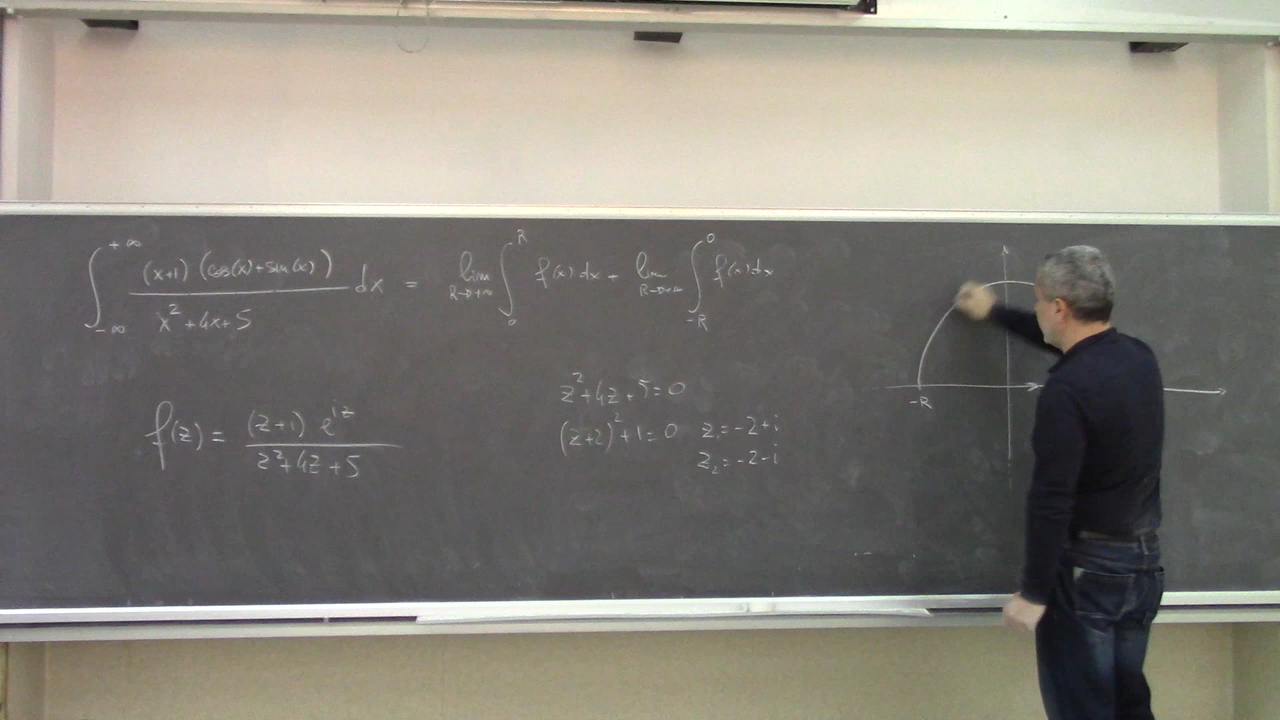 ∫_{-∞}^{+∞} (x+1) (cos(x)+sin(x)) / (x²+4x+5) dx = lim_{R→+∞} ∫_0^R f(x) dx + lim_{R→+∞} ∫_{-R}^0 f(x) dx
f(z) = (z+1) e^{iz} / (z²+4z+5)
z²+4z+5=0
(z+2)²+1=0 z₁=-2+i
z₂=-2-i
-R